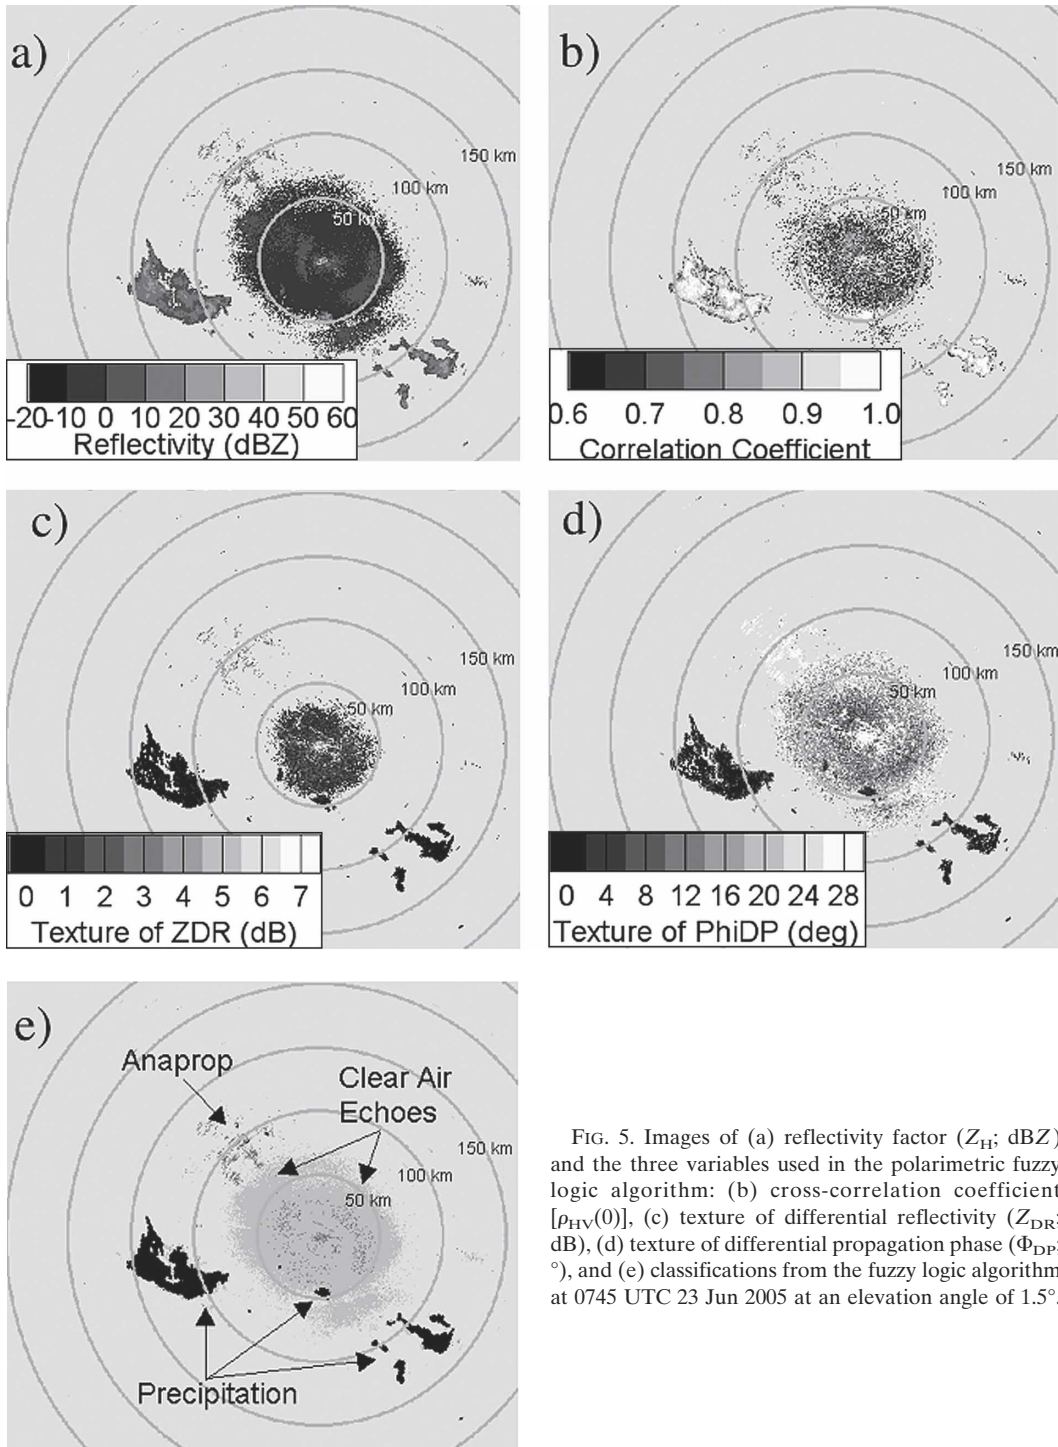 a)
150 km
100 km
50 km
-20-10 0 10 20 30 40 50 60
Reflectivity (dBZ)
b)
150 km
100 km
50 km
0.6 0.7 0.8 0.9 1.0
Correlation Coefficient
c)
150 km
100 km
50 km
0 1 2 3 4 5 6 7
Texture of ZDR (dB)
d)
150 km
100 km
50 km
0 4 8 12 16 20 24 28
Texture of PhiDP (deg)
e)
Anaprop
Clear Air
Echoes
150 km
100 km
50 km
Precipitation
FIG. 5. Images of (a) reflectivity factor (Z_H; dBZ)
and the three variables used in the polarimetric fuzzy
logic algorithm: (b) cross-correlation coefficient
[ρ_HV(0)], (c) texture of differential reflectivity (Z_DR;
dB), (d) texture of differential propagation phase (Φ_DP;
°), and (e) classifications from the fuzzy logic algorithm
at 0745 UTC 23 Jun 2005 at an elevation angle of 1.5°.